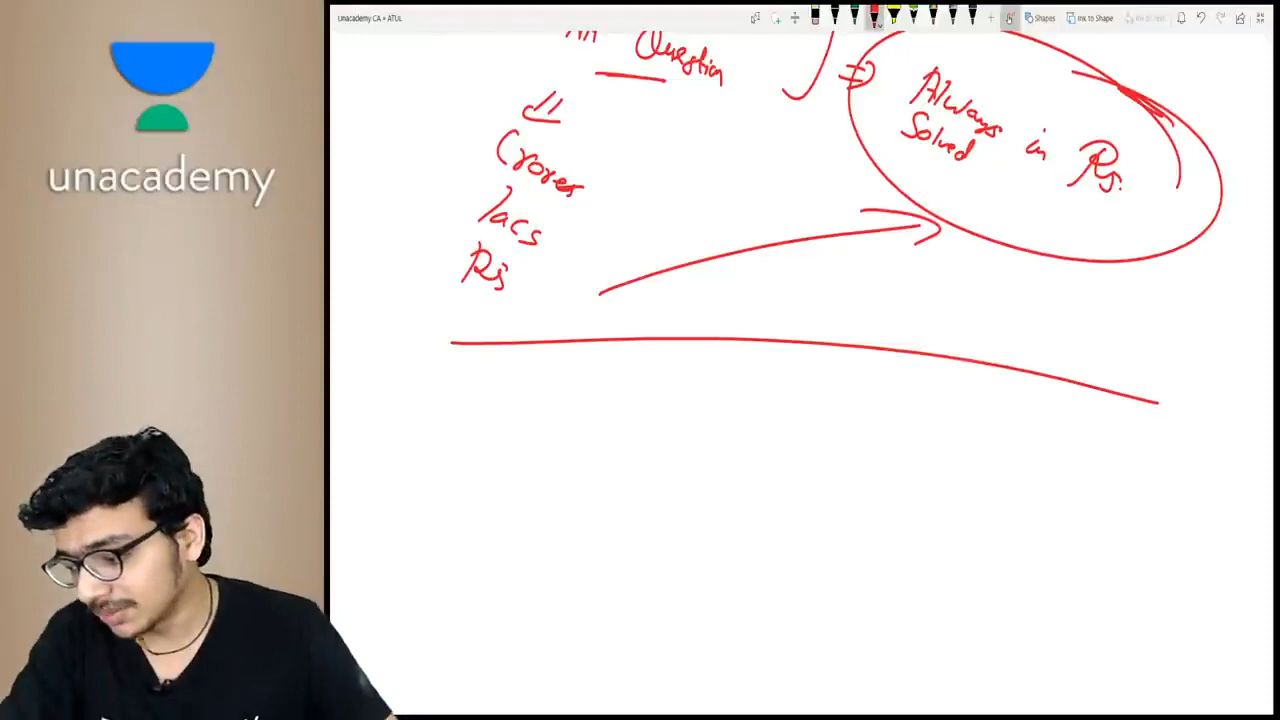 Unacademy CA + ATUL
Shapes
Ink to Shape
unacademy
Question
Crores
lacs
Rs
Always in Rs.
Solved